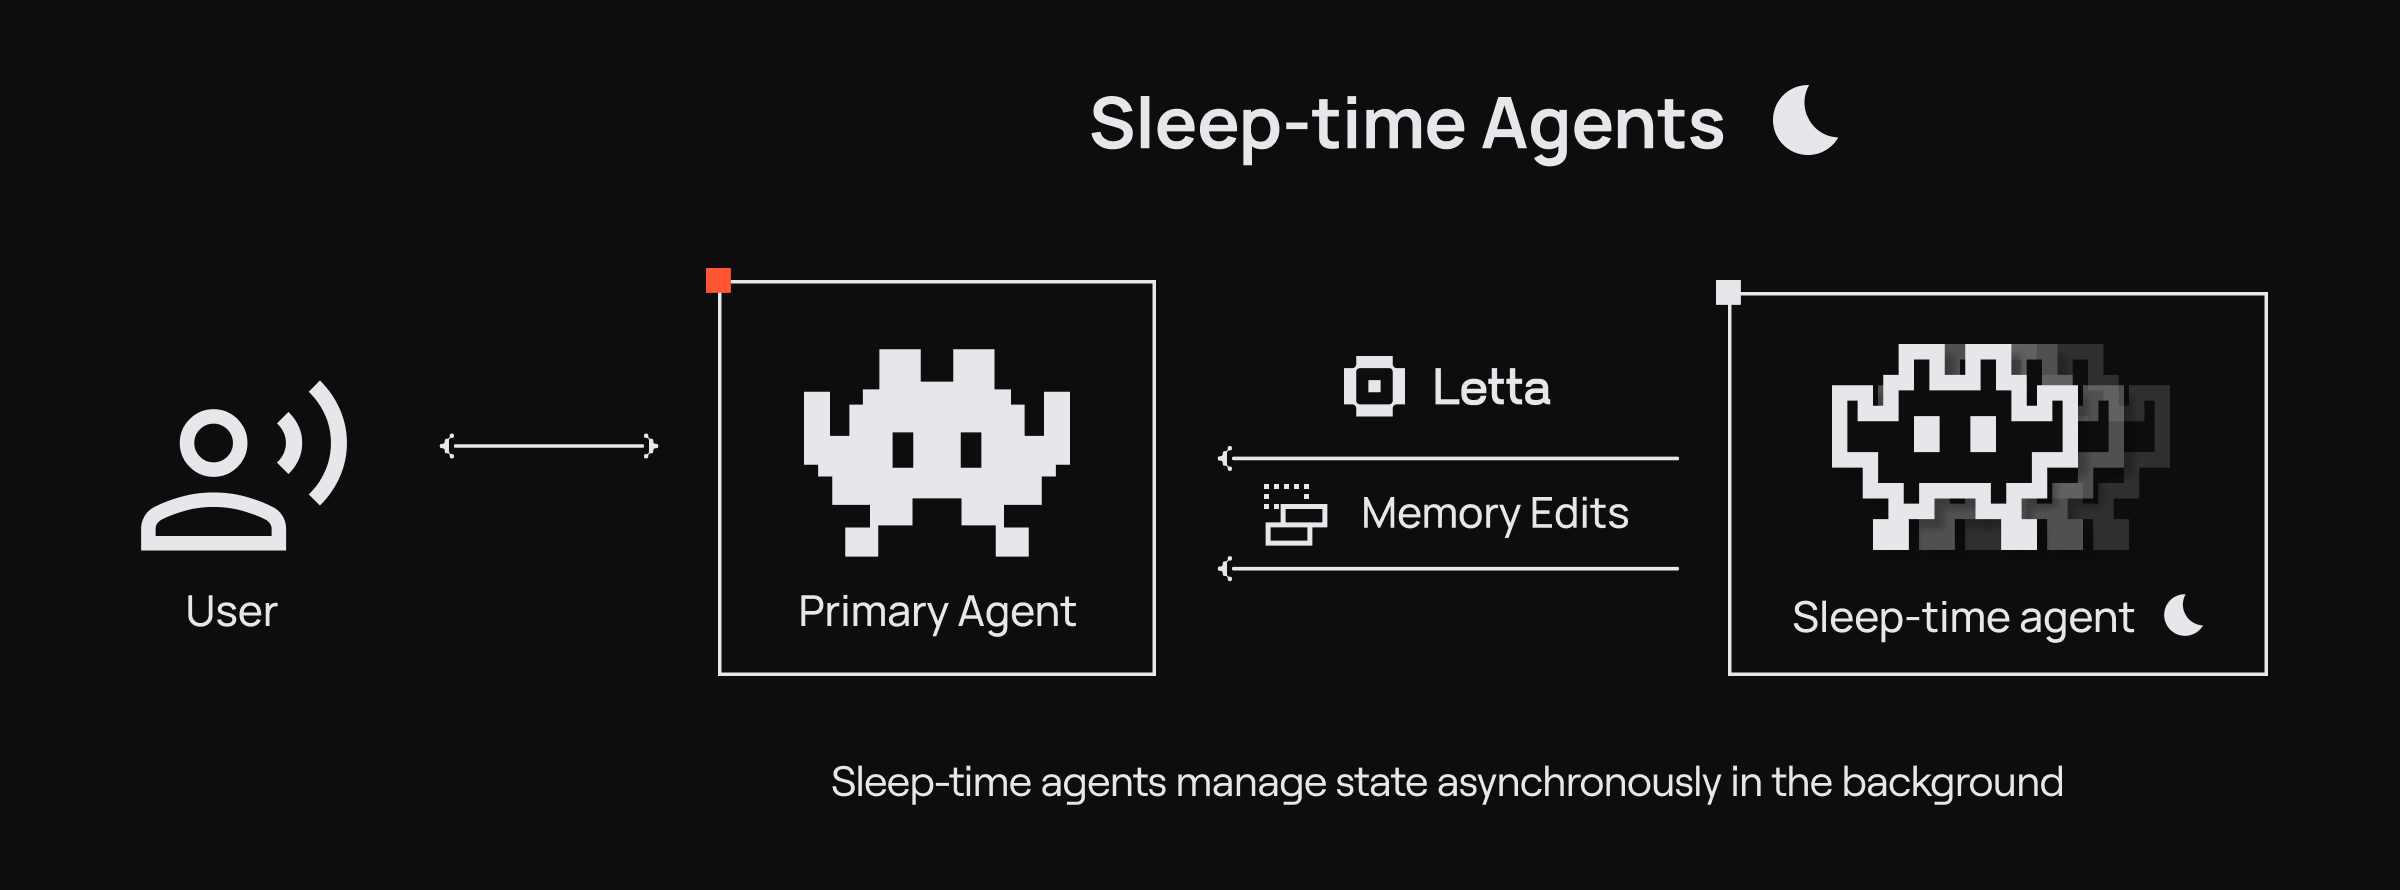 Sleep-time Agents
Letta
Memory Edits
User
Primary Agent
Sleep-time agent
Sleep-time agents manage state asynchronously in the background